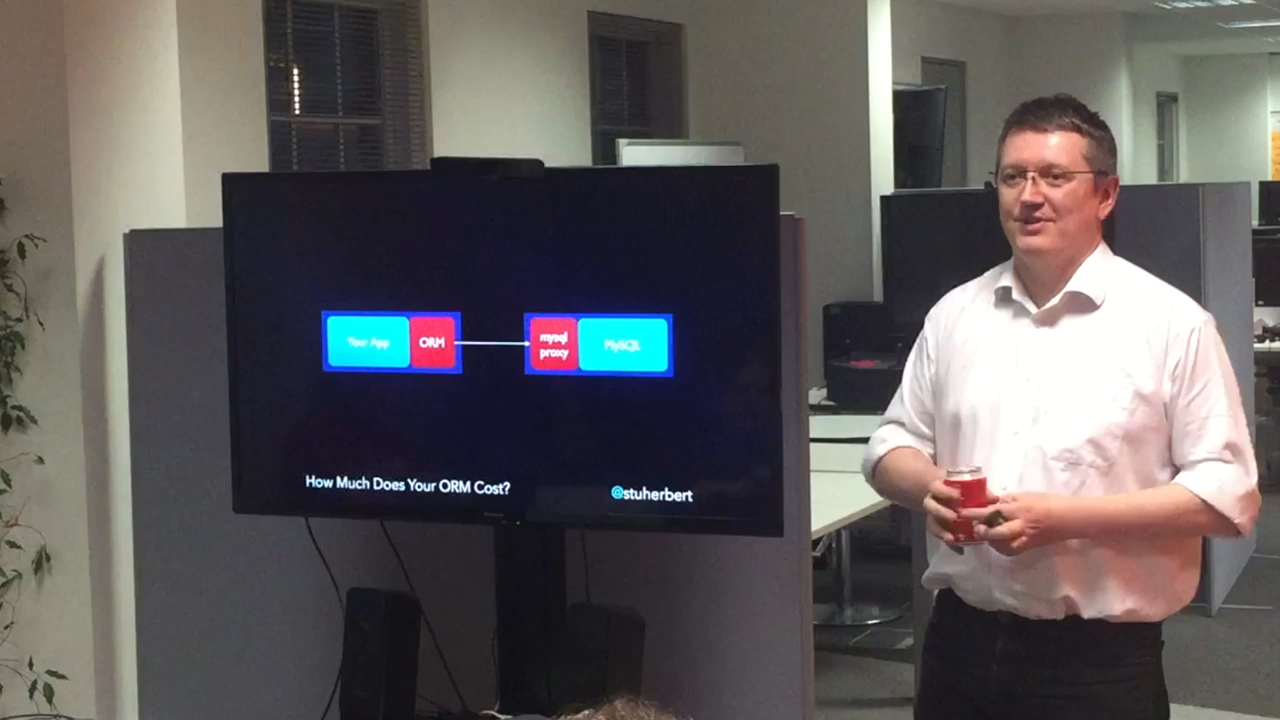 Your App
ORM
mysql
proxy
MySQL
How Much Does Your ORM Cost?
@stuherbert